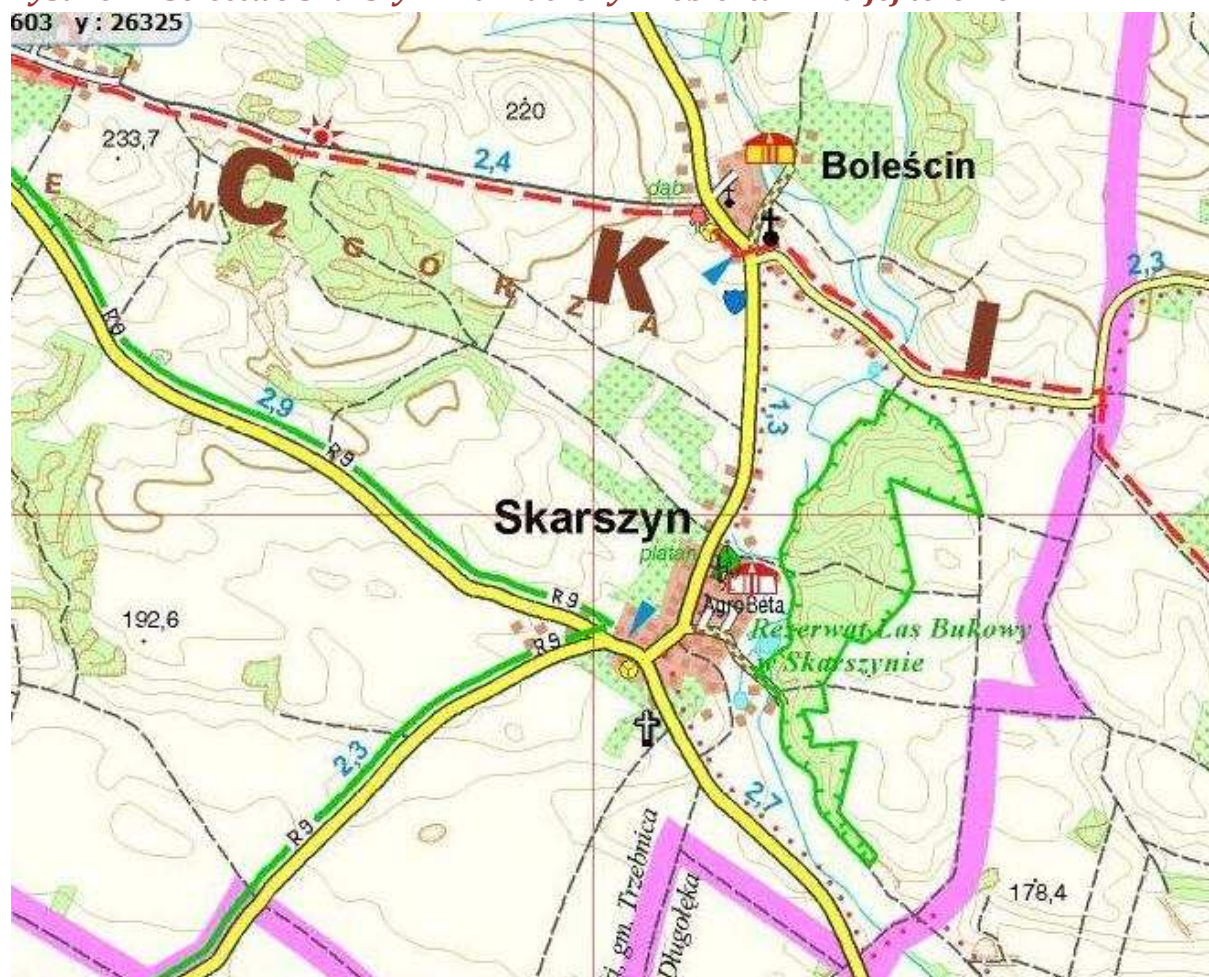 603 y : 26325
220
233,7
2,4
dąb
Boleścin
E
W Z G Ó R Z A
C K I
2,3
R9
2,9
1,3
R9
Skarszyn
platan
R9
AgroBeta
192,6
R9
Rezerwat Las Bukowy
w Skarszynie
2,3
2,7
R9
gm. Trzebnica
Długołęka
178,4